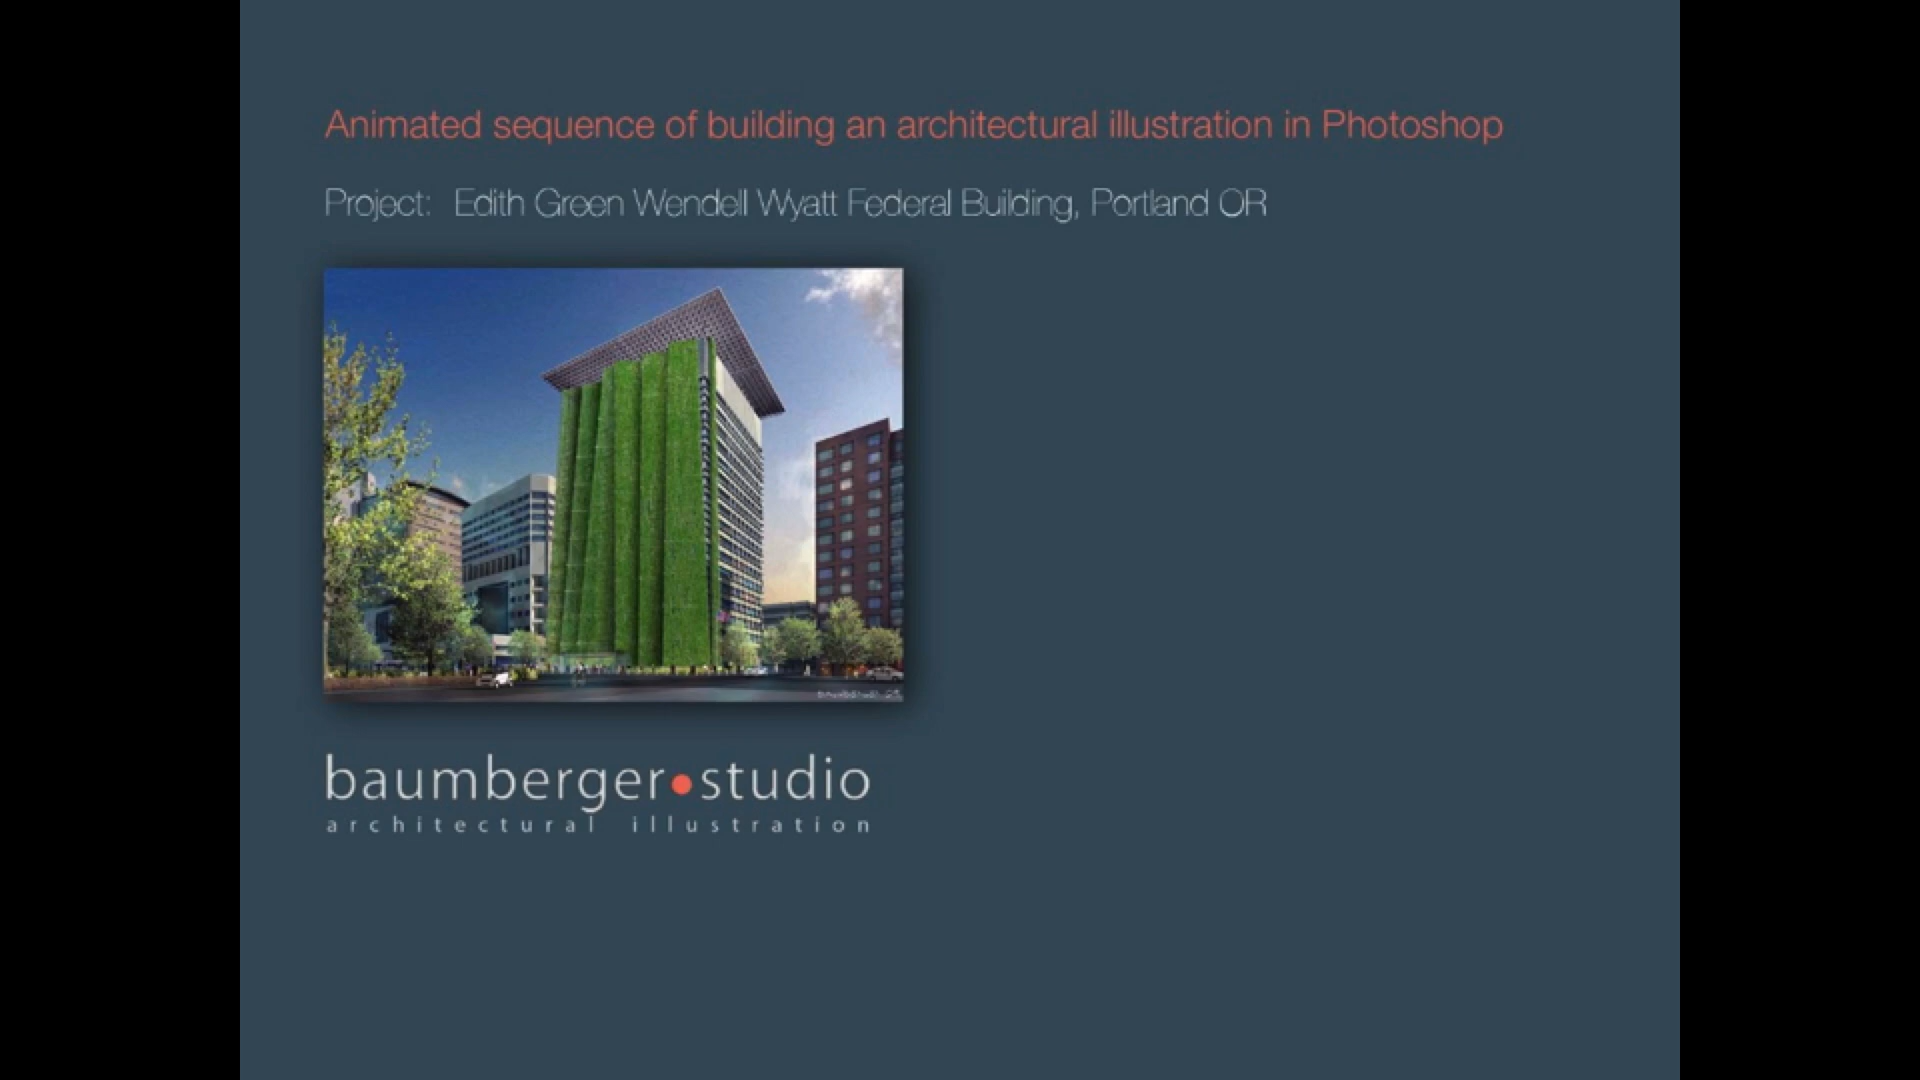 Animated sequence of building an architectural illustration in Photoshop
Project: Edith Green Wendell Wyatt Federal Building, Portland OR
baumberger•studio
architectural illustration